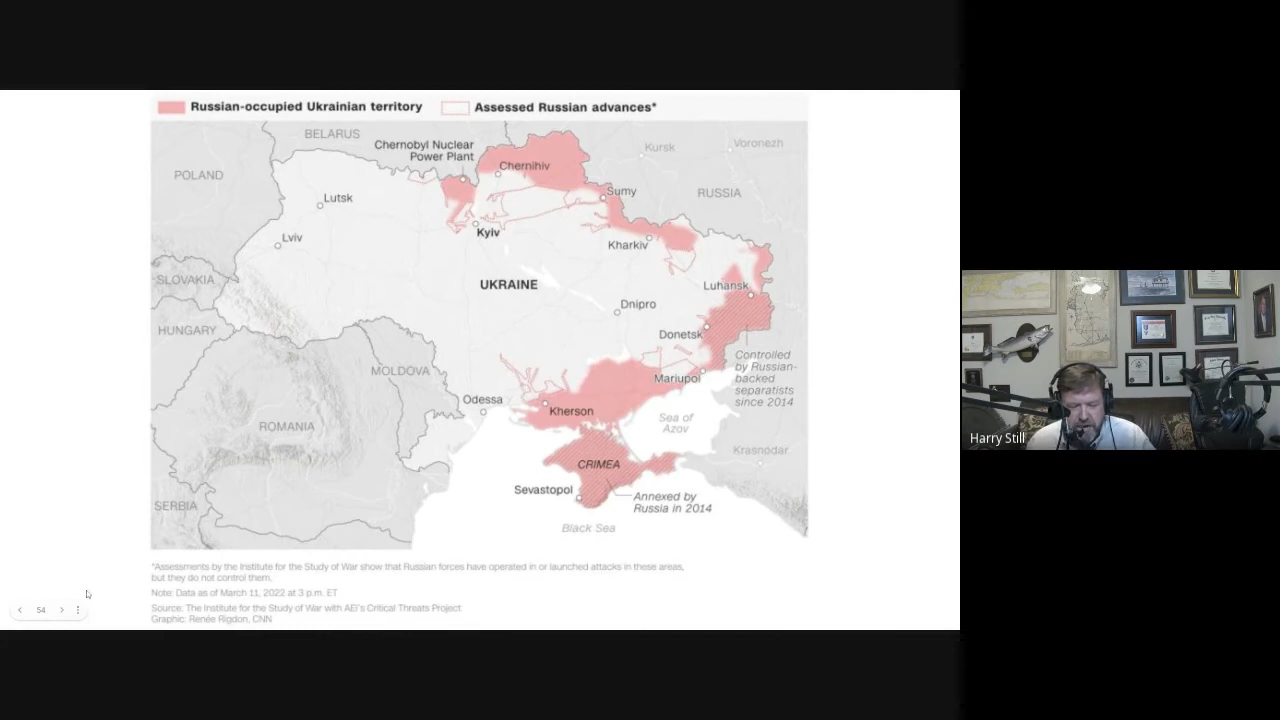 Russian-occupied Ukrainian territory
Assessed Russian advances*
BELARUS
Chernobyl Nuclear
Power Plant
Chernihiv
Kursk
Voronezh
POLAND
Lutsk
Sumy
RUSSIA
Lviv
Kyiv
Kharkiv
SLOVAKIA
UKRAINE
Luhansk
Dnipro
HUNGARY
Donetsk
MOLDOVA
Mariupol
Controlled
by Russian-
backed
separatists
since 2014
Odessa
Kherson
Sea of
Azov
ROMANIA
Krasnodar
CRIMEA
Sevastopol
Annexed by
Russia in 2014
SERBIA
Black Sea
*Assessments by the Institute for the Study of War show that Russian forces have operated in or launched attacks in these areas,
but they do not control them.
Note: Data as of March 11, 2022 at 3 p.m. ET
Source: The Institute for the Study of War with AEI's Critical Threats Project
Graphic: Renée Rigdon, CNN
54
Harry Still